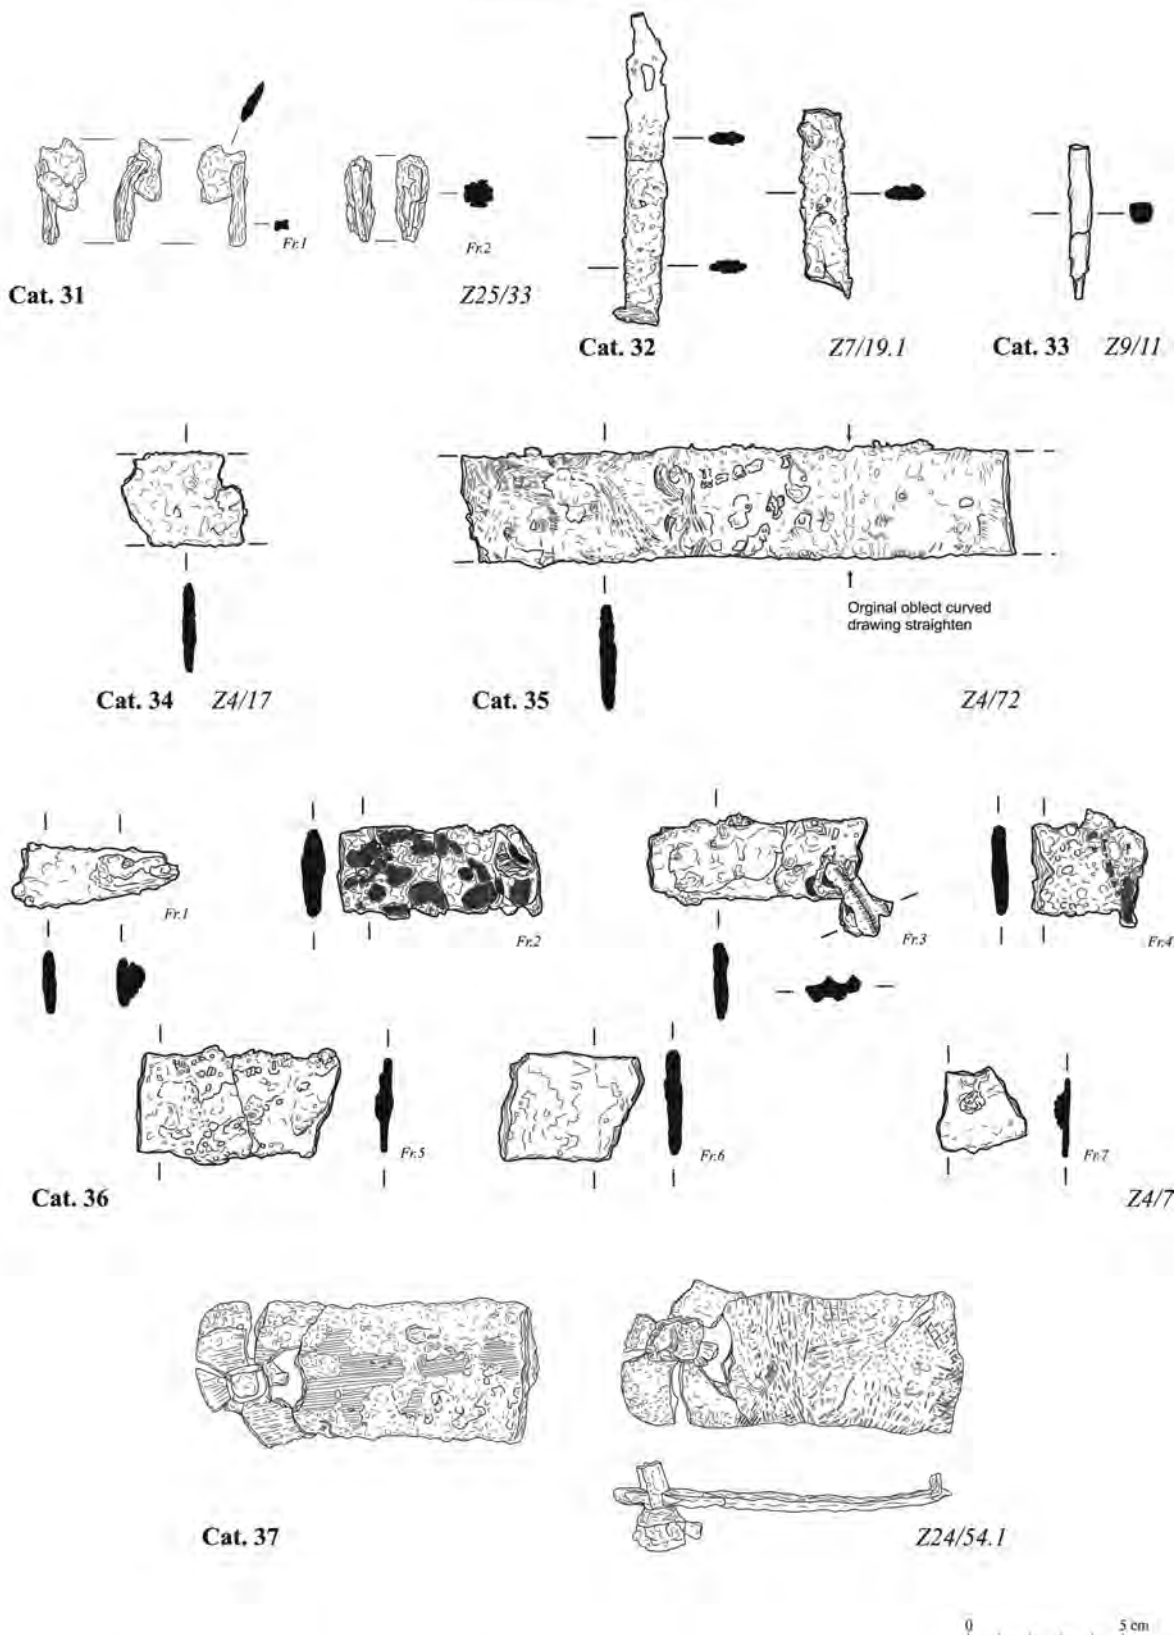 Fr.1
Fr.2
Cat. 31
Z25/33
Cat. 32
Z7/19.1
Cat. 33 Z9/11
Orginal oblect curved
drawing straighten
Cat. 34 Z4/17
Cat. 35
Z4/72
Fr.1
Fr.2
Fr.3
Fr.4
Fr.5
Fr.6
Fr.7
Cat. 36
Z4/7
Cat. 37
Z24/54.1
0 5 cm